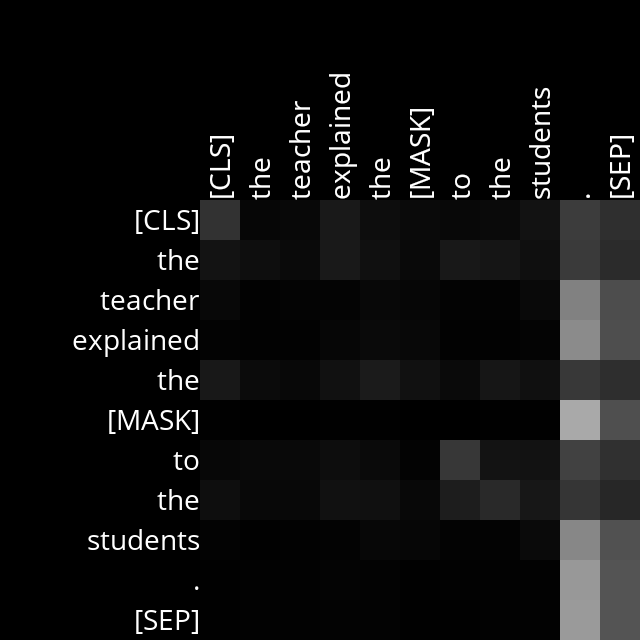 [CLS] the teacher explained the [MASK] to the students . [SEP]
[CLS]
the
teacher
explained
the
[MASK]
to
the
students
.
[SEP]